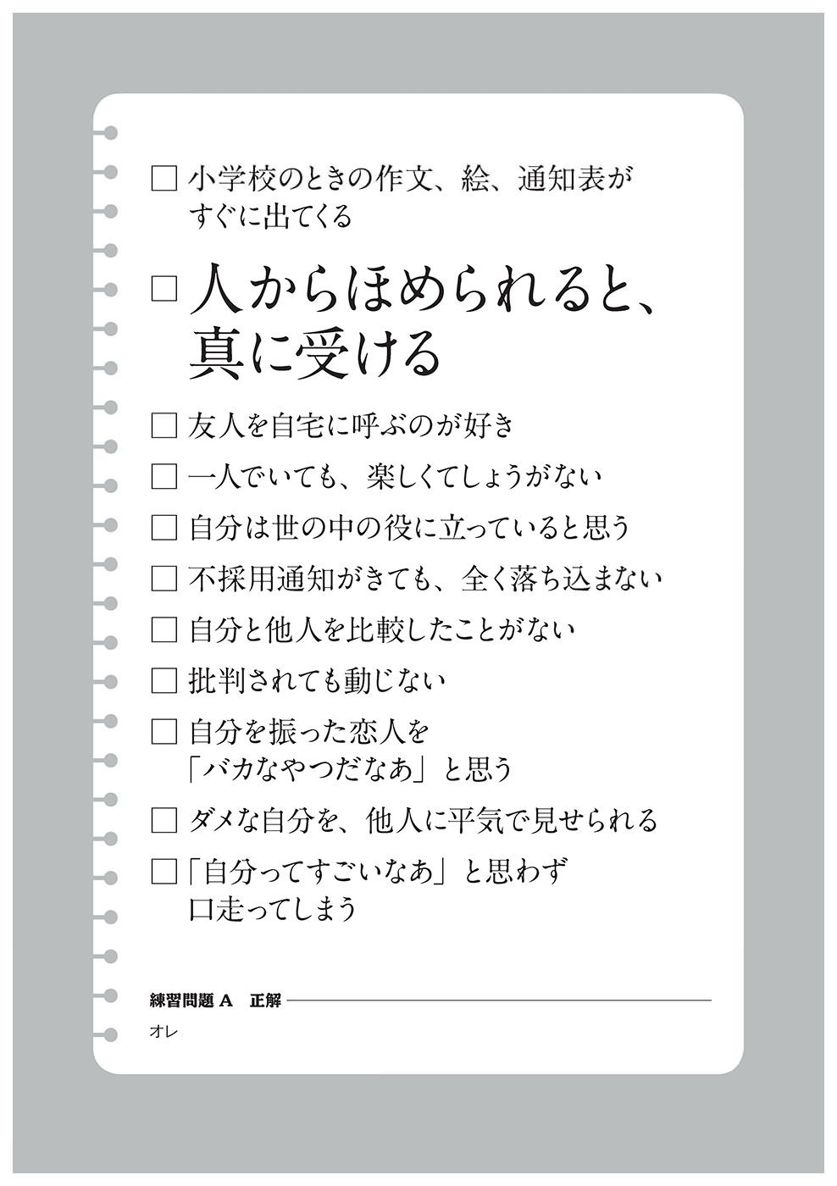 □ 小学校のときの作文、絵、通知表が
すぐに出てくる
□ 人からほめられると、
真に受ける
□ 友人を自宅に呼ぶのが好き
□ 一人でいても、楽しくてしょうがない
□ 自分は世の中の役に立っていると思う
□ 不採用通知がきても、全く落ち込まない
□ 自分と他人を比較したことがない
□ 批判されても動じない
□ 自分を振った恋人を
「バカなやつだなあ」と思う
□ ダメな自分を、他人に平気で見せられる
□ 「自分ってすごいなあ」と思わず
口走ってしまう
練習問題 A 正解
オレ